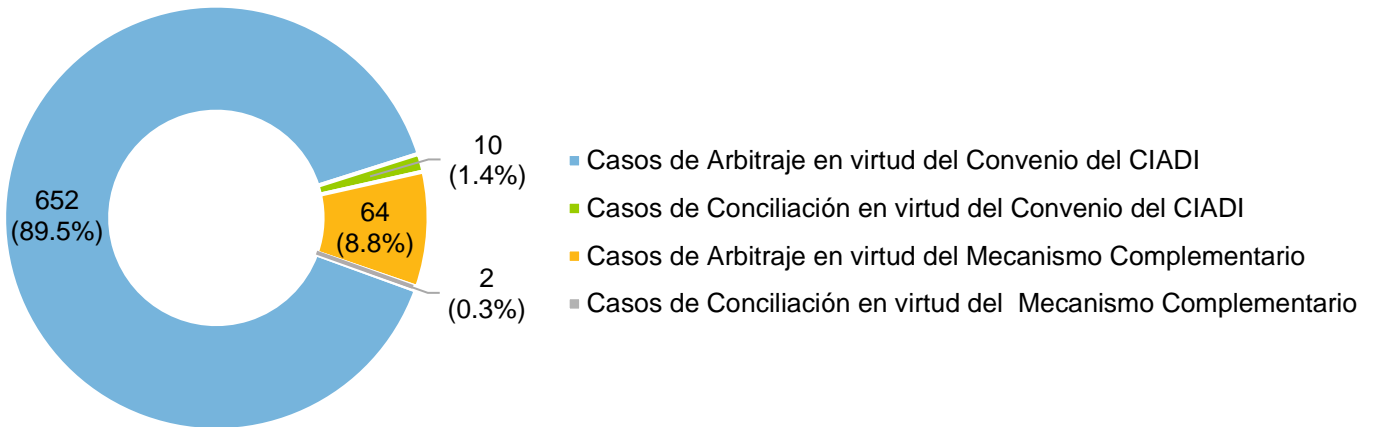 652
(89.5%)
10
(1.4%)
64
(8.8%)
2
(0.3%)
Casos de Arbitraje en virtud del Convenio del CIADI
Casos de Conciliación en virtud del Convenio del CIADI
Casos de Arbitraje en virtud del Mecanismo Complementario
Casos de Conciliación en virtud del  Mecanismo Complementario